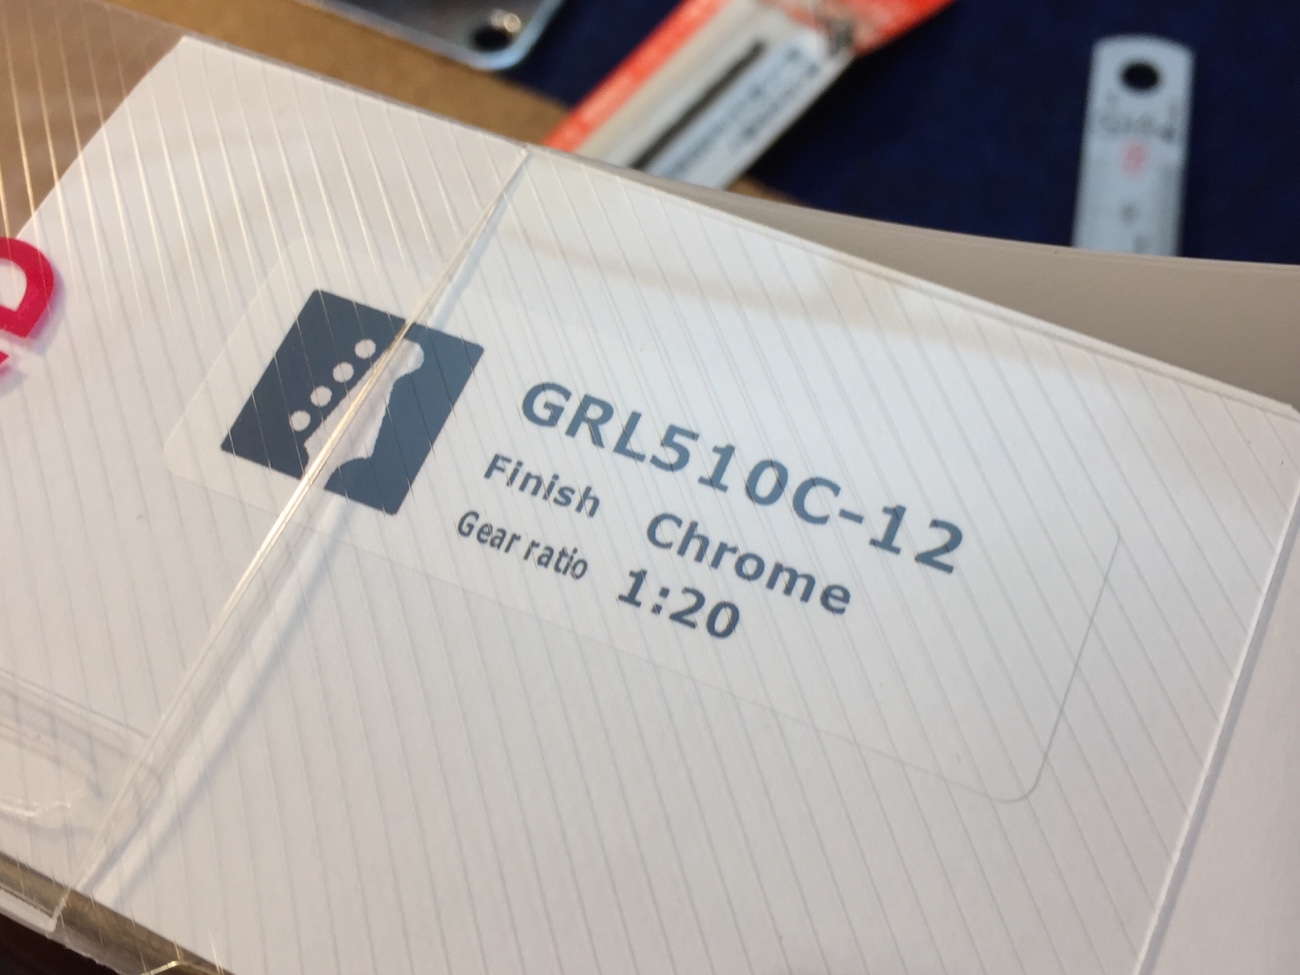 GRL510C-12
Finish Chrome
Gear ratio 1:20
D